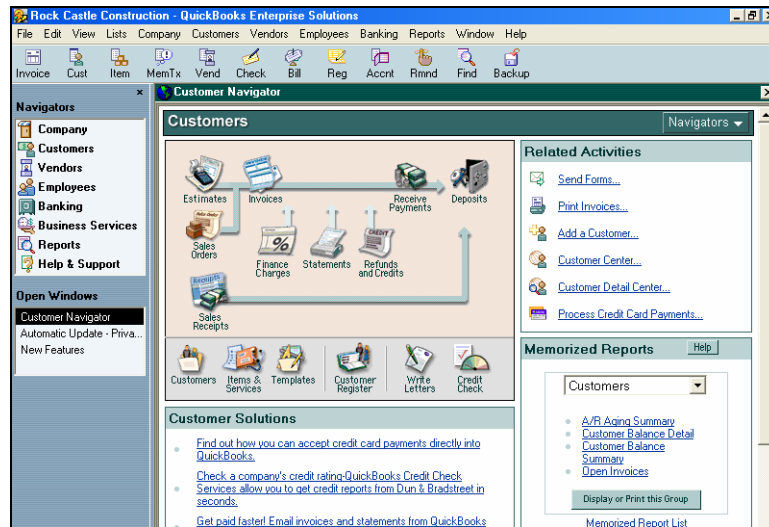 Rock Castle Construction - QuickBooks Enterprise Solutions
File Edit View Lists Company Customers Vendors Employees Banking Reports Window Help
Invoice Cust Item MemTx Vend Check Bill Reg Accnt Rmnd Find Backup
Navigators
Company
Customers
Vendors
Employees
Banking
Business Services
Reports
Help & Support
Open Windows
Customer Navigator
Automatic Update - Priva...
New Features
Customer Navigator
Customers
Navigators
Estimates
Invoices
Receive
Payments
Deposits
Sales
Orders
Finance
Charges
Statements
Refunds
and Credits
Sales
Receipts
Customers
Items &
Services
Templates
Customer
Register
Write
Letters
Credit
Check
Customer Solutions
Find out how you can accept credit card payments directly into
QuickBooks.
Check a company's credit rating-QuickBooks Credit Check
Services allow you to get credit reports from Dun & Bradstreet in
seconds.
Get paid faster! Email invoices and statements from QuickBooks
Related Activities
Send Forms...
Print Invoices...
Add a Customer...
Customer Center...
Customer Detail Center...
Process Credit Card Payments...
Memorized Reports
Help
Customers
A/R Aging Summary
Customer Balance Detail
Customer Balance
Summary
Open Invoices
Display or Print this Group
Memorized Report List